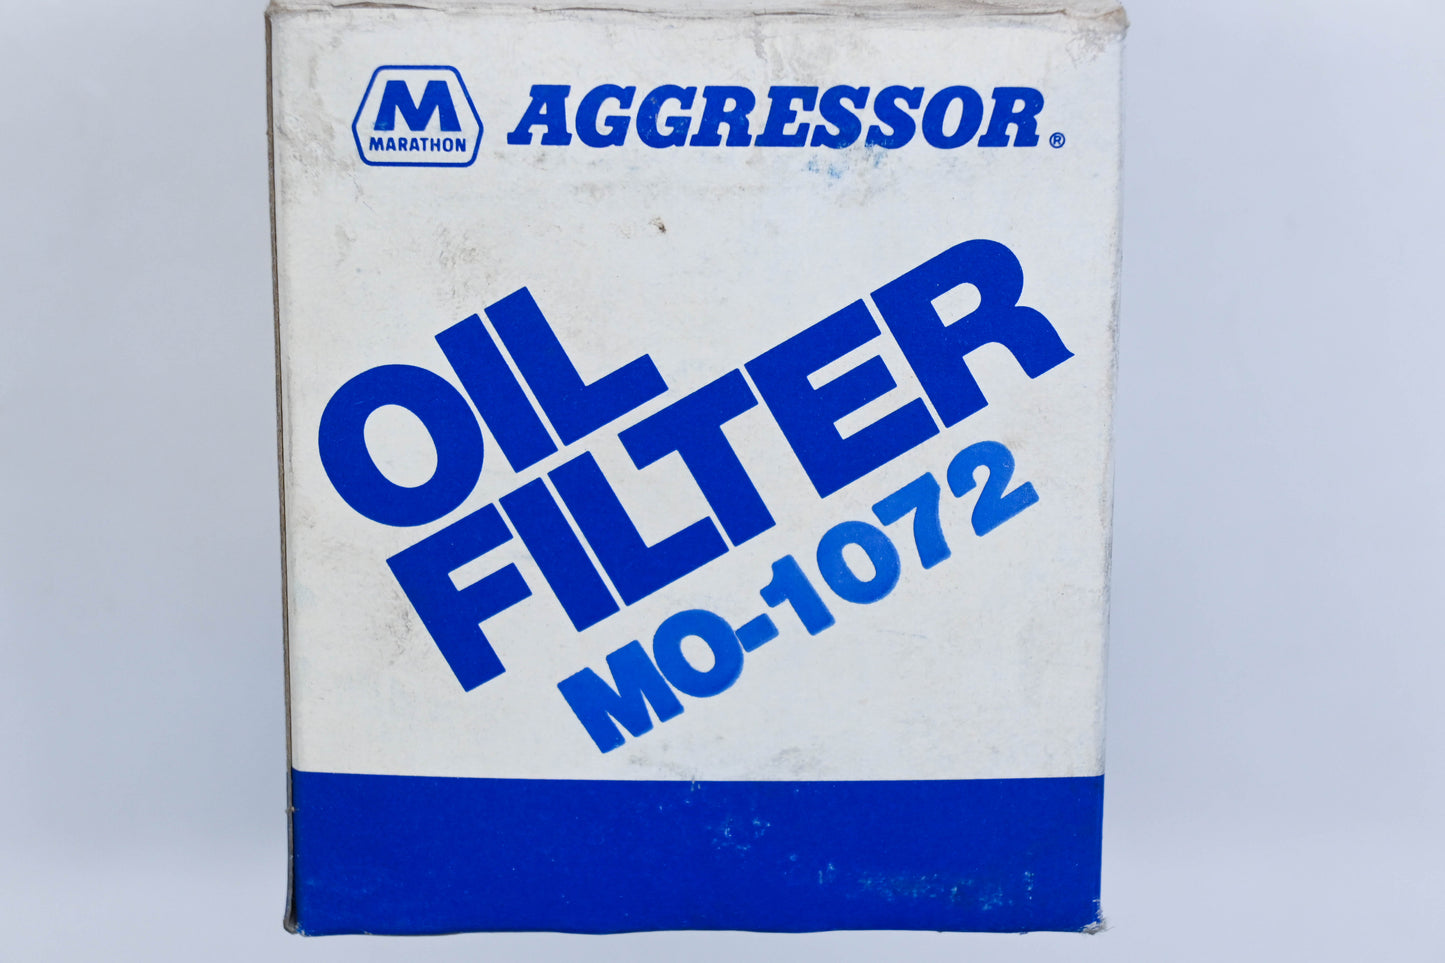 M
MARATHON
AGGRESSOR®
OIL
FILTER
MO-1072